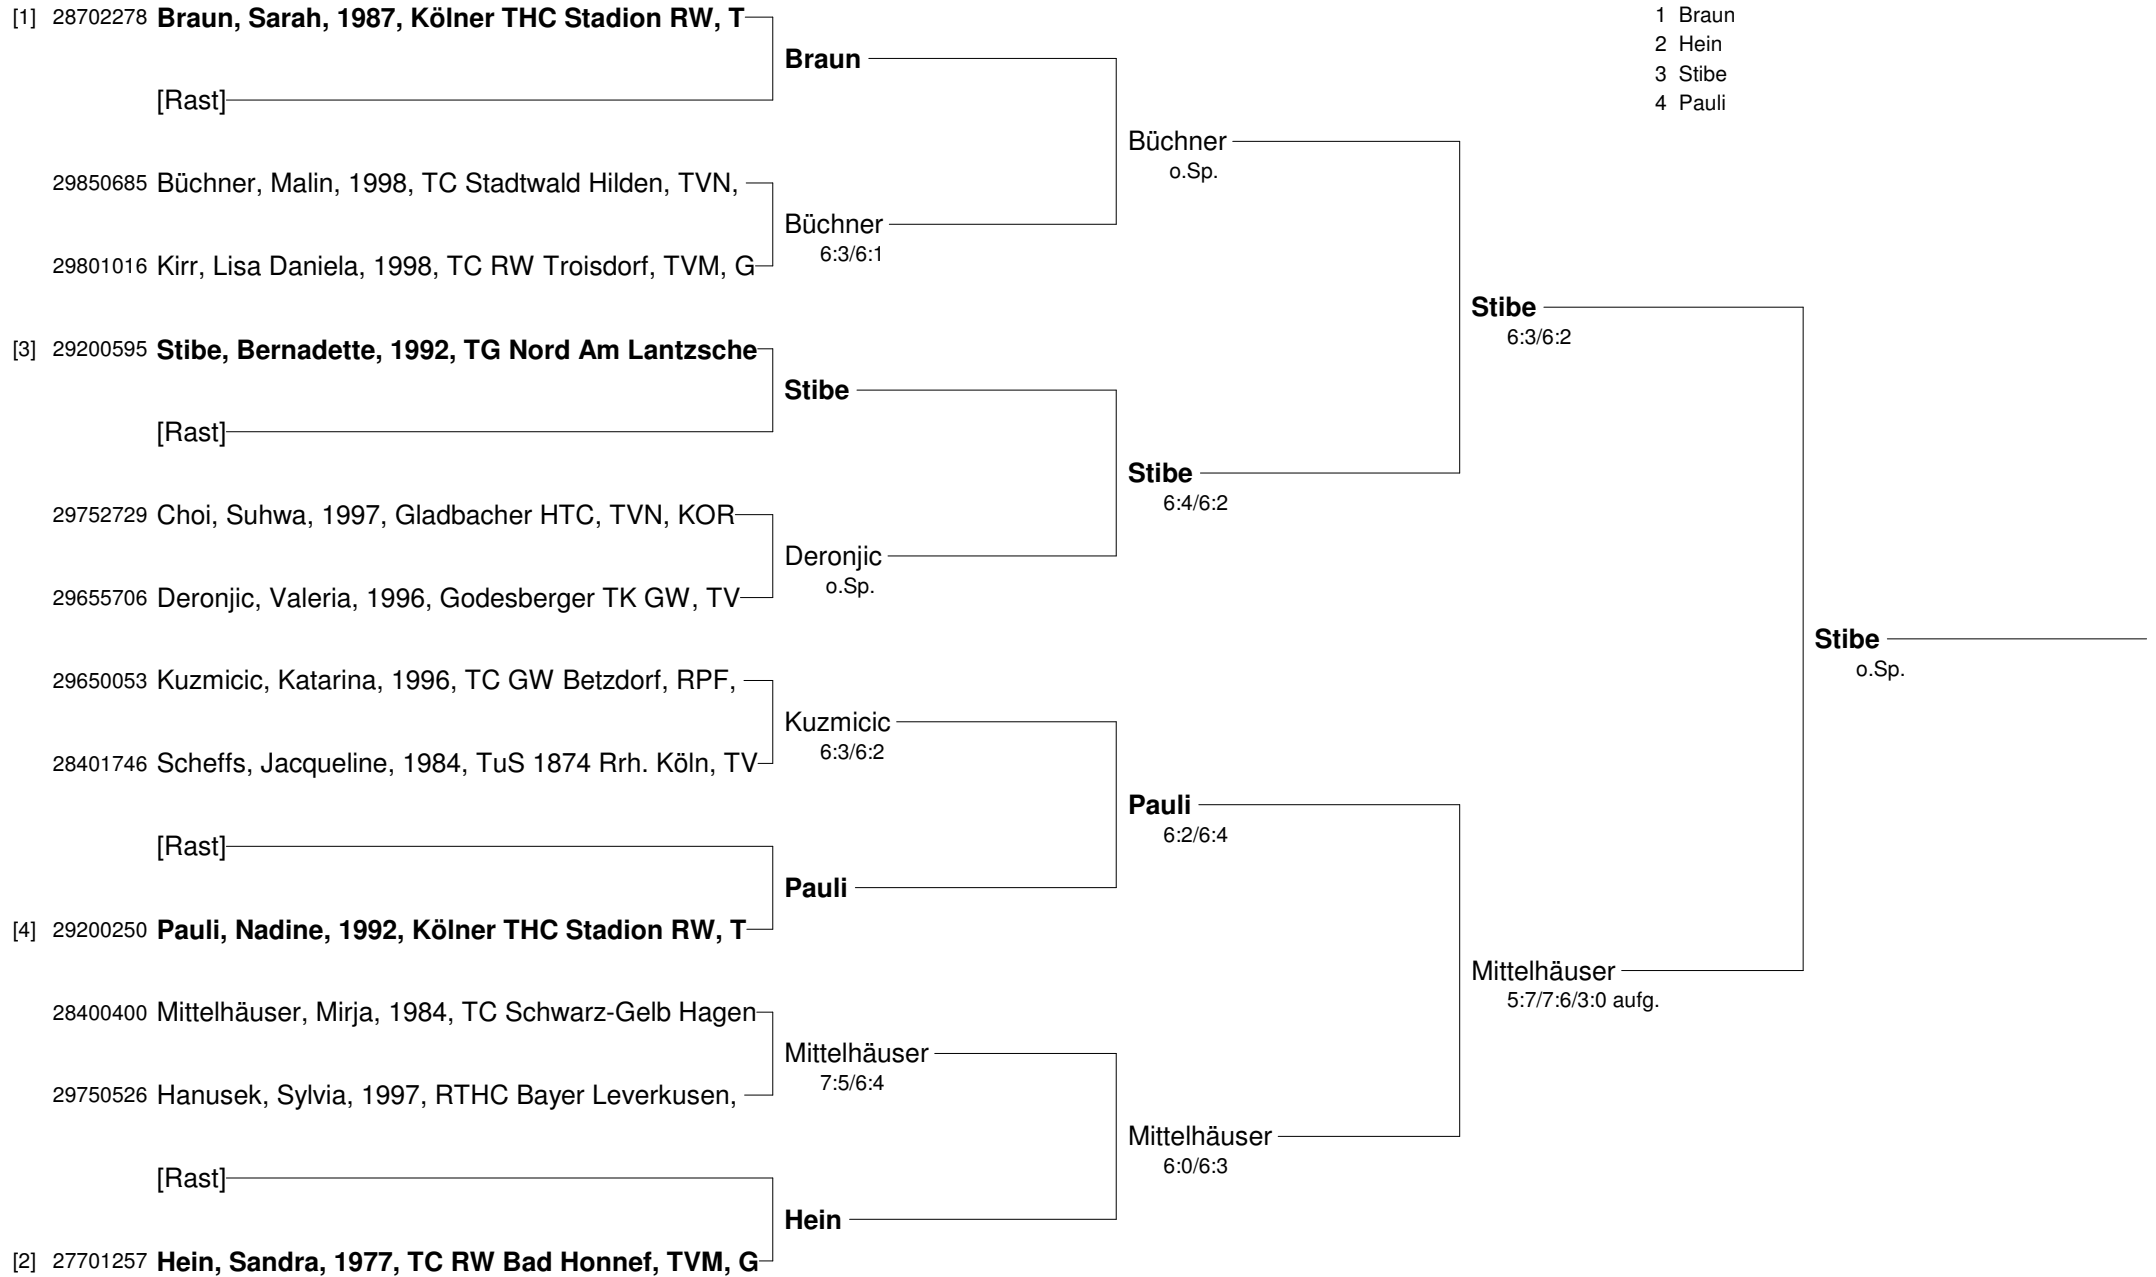 [1] 28702278 Braun, Sarah, 1987, Kölner THC Stadion RW, T
1 Braun
2 Hein
3 Stibe
4 Pauli
Braun
[Rast]
Büchner
o.Sp.
29850685 Büchner, Malin, 1998, TC Stadtwald Hilden, TVN,
Büchner
6:3/6:1
29801016 Kirr, Lisa Daniela, 1998, TC RW Troisdorf, TVM, G
Stibe
6:3/6:2
[3] 29200595 Stibe, Bernadette, 1992, TG Nord Am Lantzsche
Stibe
[Rast]
Stibe
6:4/6:2
29752729 Choi, Suhwa, 1997, Gladbacher HTC, TVN, KOR
Deronjic
o.Sp.
29655706 Deronjic, Valeria, 1996, Godesberger TK GW, TV
Stibe
o.Sp.
29650053 Kuzmicic, Katarina, 1996, TC GW Betzdorf, RPF,
Kuzmicic
6:3/6:2
28401746 Scheffs, Jacqueline, 1984, TuS 1874 Rrh. Köln, TV
Pauli
6:2/6:4
[Rast]
Pauli
[4] 29200250 Pauli, Nadine, 1992, Kölner THC Stadion RW, T
Mittelhäuser
5:7/7:6/3:0 aufg.
28400400 Mittelhäuser, Mirja, 1984, TC Schwarz-Gelb Hagen
Mittelhäuser
7:5/6:4
29750526 Hanusek, Sylvia, 1997, RTHC Bayer Leverkusen,
Mittelhäuser
6:0/6:3
[Rast]
Hein
[2] 27701257 Hein, Sandra, 1977, TC RW Bad Honnef, TVM, G